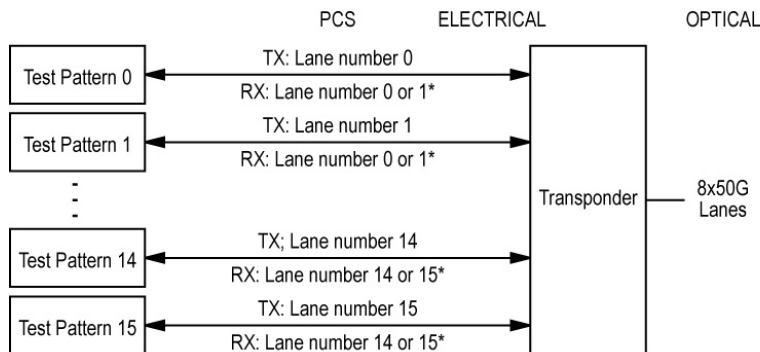 PCS ELECTRICAL OPTICAL
TX: Lane number 0
Test Pattern 0
RX: Lane number 0 or 1*
TX: Lane number 1
Test Pattern 1
RX: Lane number 0 or 1*
Transponder
8x50G
Lanes
TX; Lane number 14
Test Pattern 14
RX: Lane number 14 or 15*
TX: Lane number 15
Test Pattern 15
RX: Lane number 14 or 15*